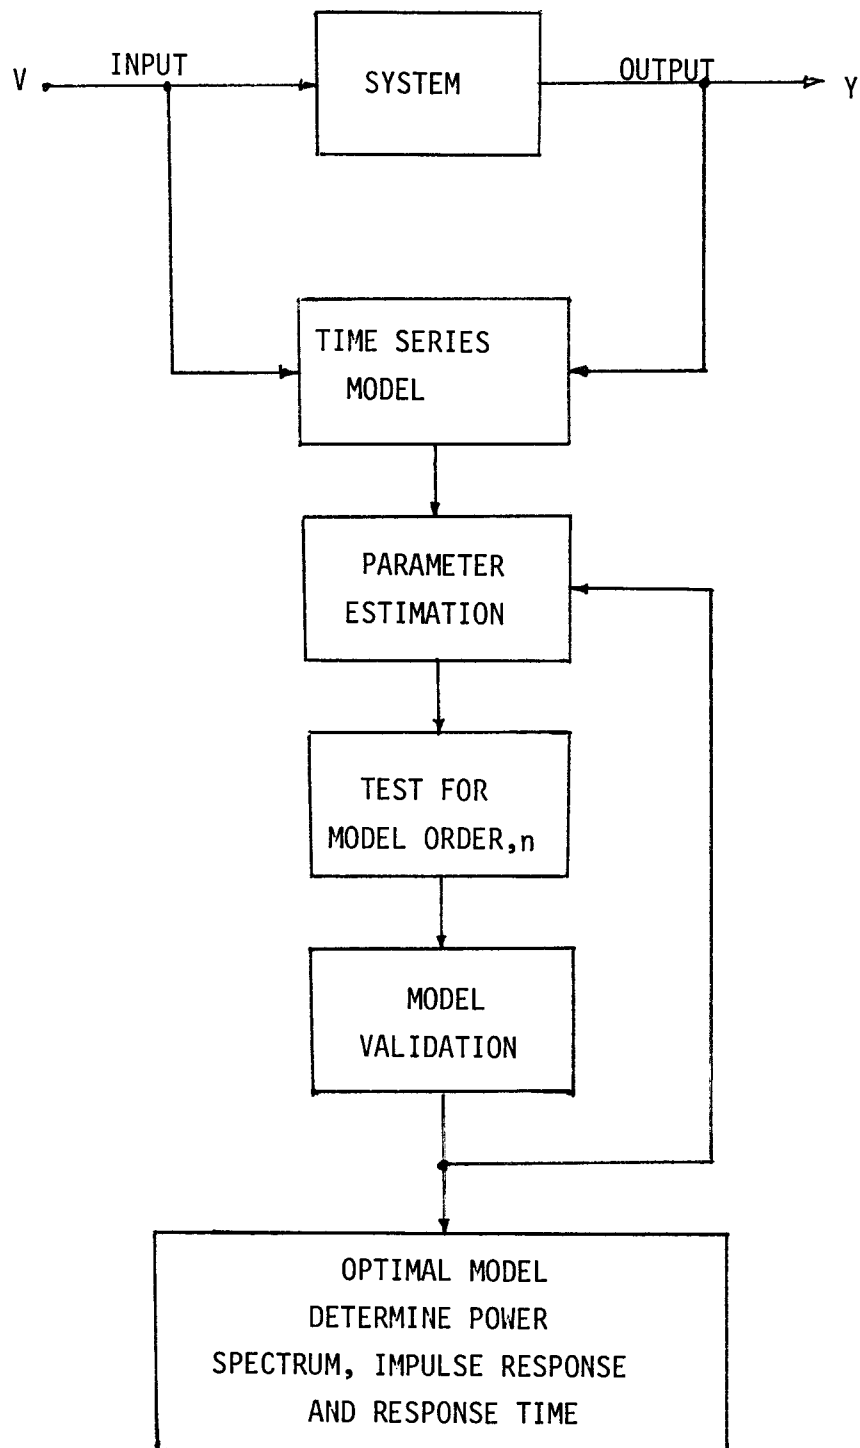 INPUT
V
SYSTEM
OUTPUT
Y
TIME SERIES
MODEL
PARAMETER
ESTIMATION
TEST FOR
MODEL ORDER,n
MODEL
VALIDATION
OPTIMAL MODEL
DETERMINE POWER
SPECTRUM, IMPULSE RESPONSE
AND RESPONSE TIME